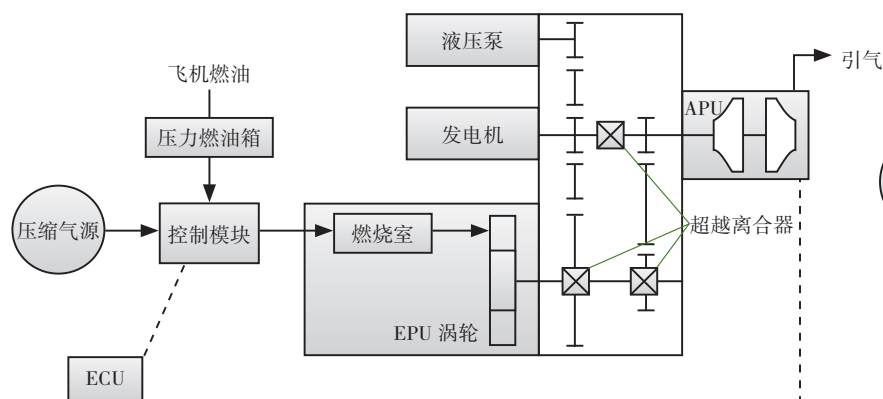 液压泵
引气
飞机燃油
APU
压力燃油箱
发电机
压缩气源
控制模块
燃烧室
超越离合器
EPU 涡轮
ECU